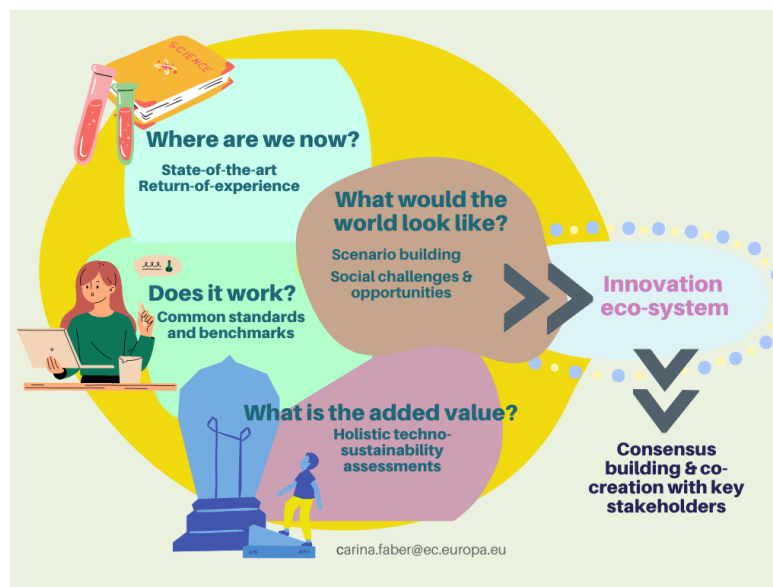 SCIENCE
Where are we now?
State-of-the-art
Return-of-experience
What would the
world look like?
Scenario building
Social challenges &
opportunities
Does it work?
Common standards
and benchmarks
Innovation
eco-system
What is the added value?
Holistic techno-
sustainability
assessments
Consensus
building & co-
creation with key
stakeholders
ON OFF
carina.faber@ec.europa.eu